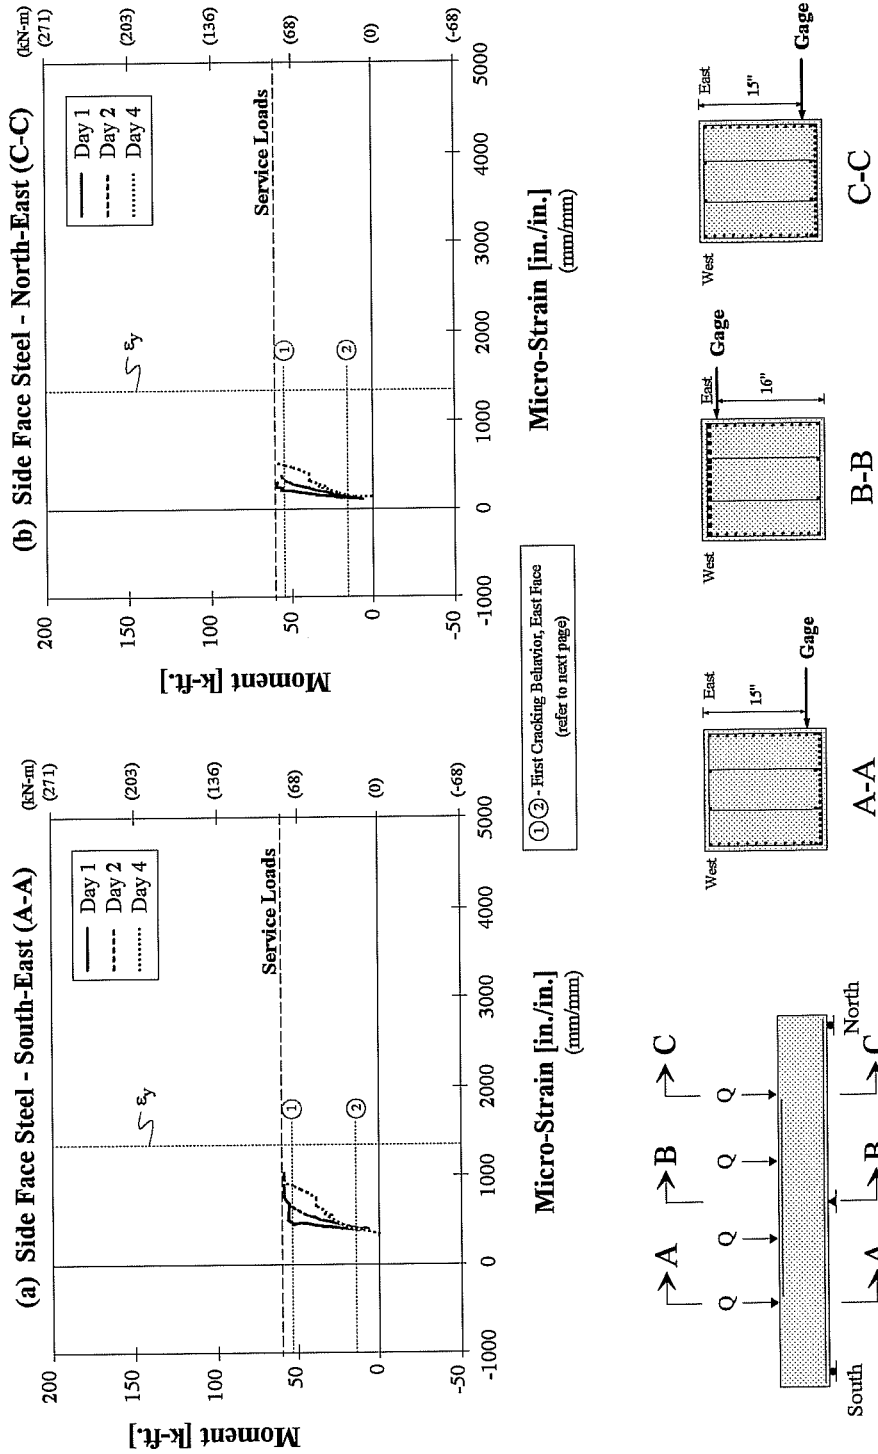 (a) Side Face Steel - South-East (A-A)
(kN-m)
200
(271)
150
(203)
100
(136)
50
(68)
0
(0)
-50
(-68)
Moment [k-ft.]
Day 1
Day 2
Day 4
εy
Service Loads
1
2
-1000
0
1000
2000
3000
4000
5000
Micro-Strain [in./in.]
(mm/mm)
(b) Side Face Steel - North-East (C-C)
(kN-m)
200
(271)
150
(203)
100
(136)
50
(68)
0
(0)
-50
(-68)
Moment [k-ft.]
Day 1
Day 2
Day 4
εy
Service Loads
1
2
-1000
0
1000
2000
3000
4000
5000
Micro-Strain [in./in.]
(mm/mm)
1 2 - First Cracking Behavior, East Face
(refer to next page)
A
B
C
Q
Q
Q
Q
South
North
A
B
C
West
East
15"
Gage
A-A
West
East
Gage
16"
B-B
West
East
15"
Gage
C-C